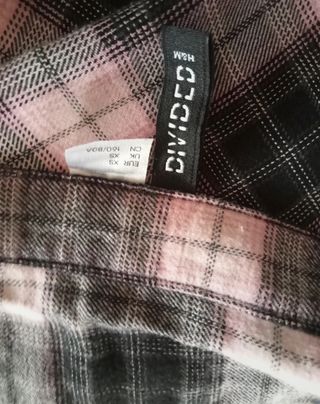 DIVIDED
H&M
EUR XS
UK XS
CN 160/80A